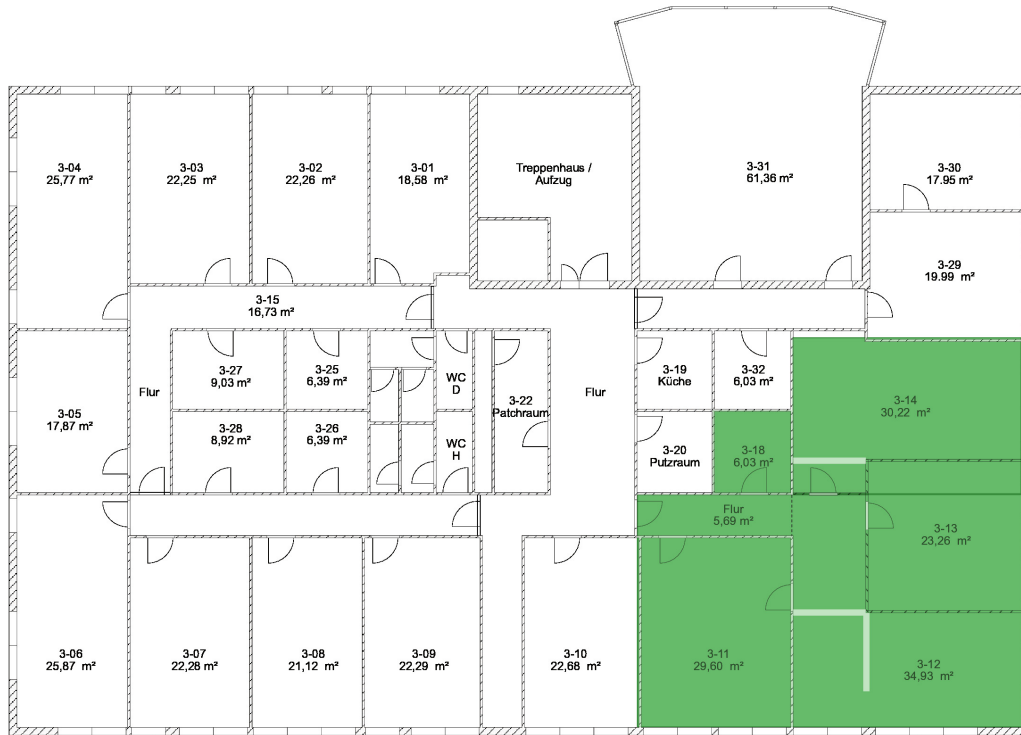 3-04
25,77 m²
3-03
22,25 m²
3-02
22,26 m²
3-01
18,58 m²
Treppenhaus /
Aufzug
3-31
61,36 m²
3-30
17.95 m²
3-29
19.99 m²
3-15
16,73 m²
3-05
17,87 m²
Flur
3-27
9,03 m²
3-25
6,39 m²
WC
D
3-22
Patchraum
Flur
3-19
Küche
3-32
6,03 m²
3-14
30,22 m²
3-28
8,92 m²
3-26
6,39 m²
WC
H
3-20
Putzraum
3-18
6,03 m²
Flur
5,69 m²
3-13
23,26 m²
3-06
25,87 m²
3-07
22,28 m²
3-08
21,12 m²
3-09
22,29 m²
3-10
22,68 m²
3-11
29,60 m²
3-12
34,93 m²